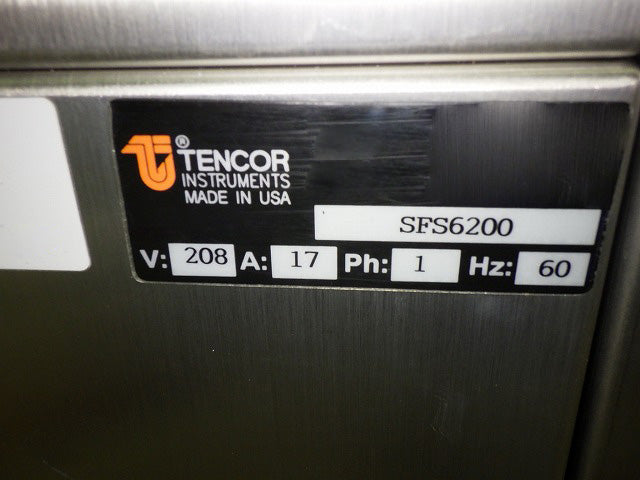 ® TENCOR
INSTRUMENTS
MADE IN USA
SFS6200
V: 208 A: 17 Ph: 1 Hz: 60